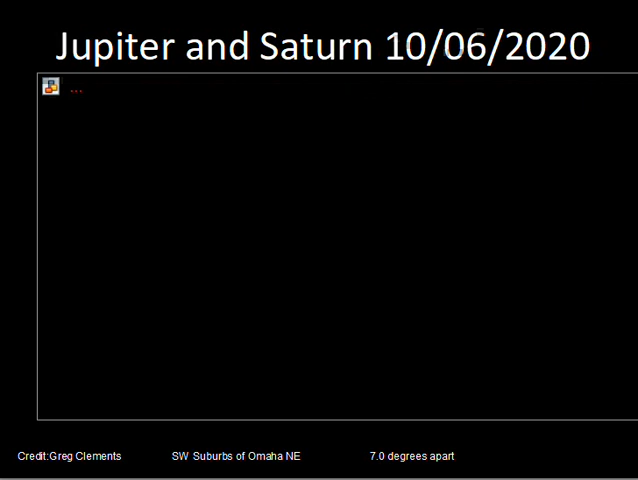 Jupiter and Saturn 10/06/2020
...
Credit:Greg Clements SW Suburbs of Omaha NE 7.0 degrees apart